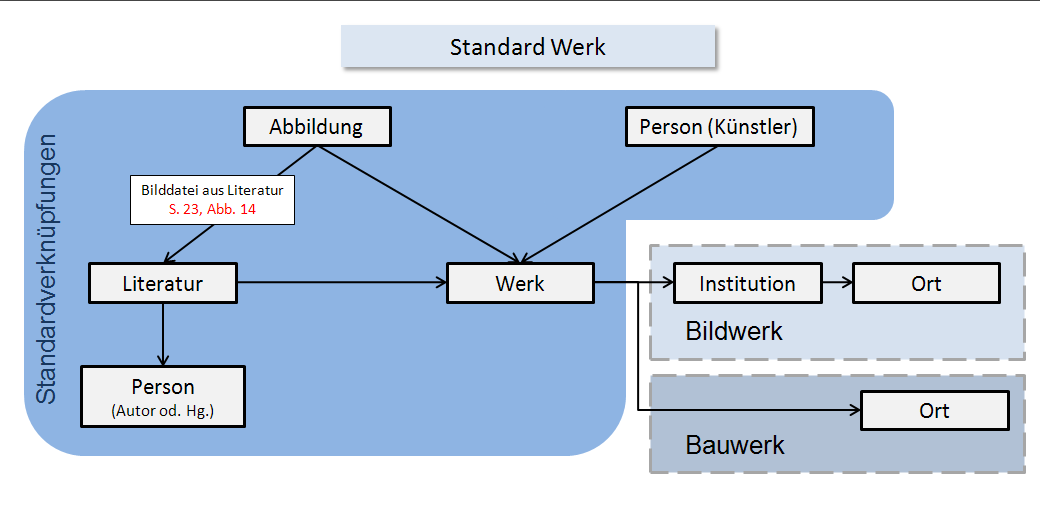 Standard Werk
Standardverknüpfungen
Abbildung
Person (Künstler)
Bilddatei aus Literatur
S. 23, Abb. 14
Literatur
Werk
Institution
Ort
Bildwerk
Person
(Autor od. Hg.)
Ort
Bauwerk